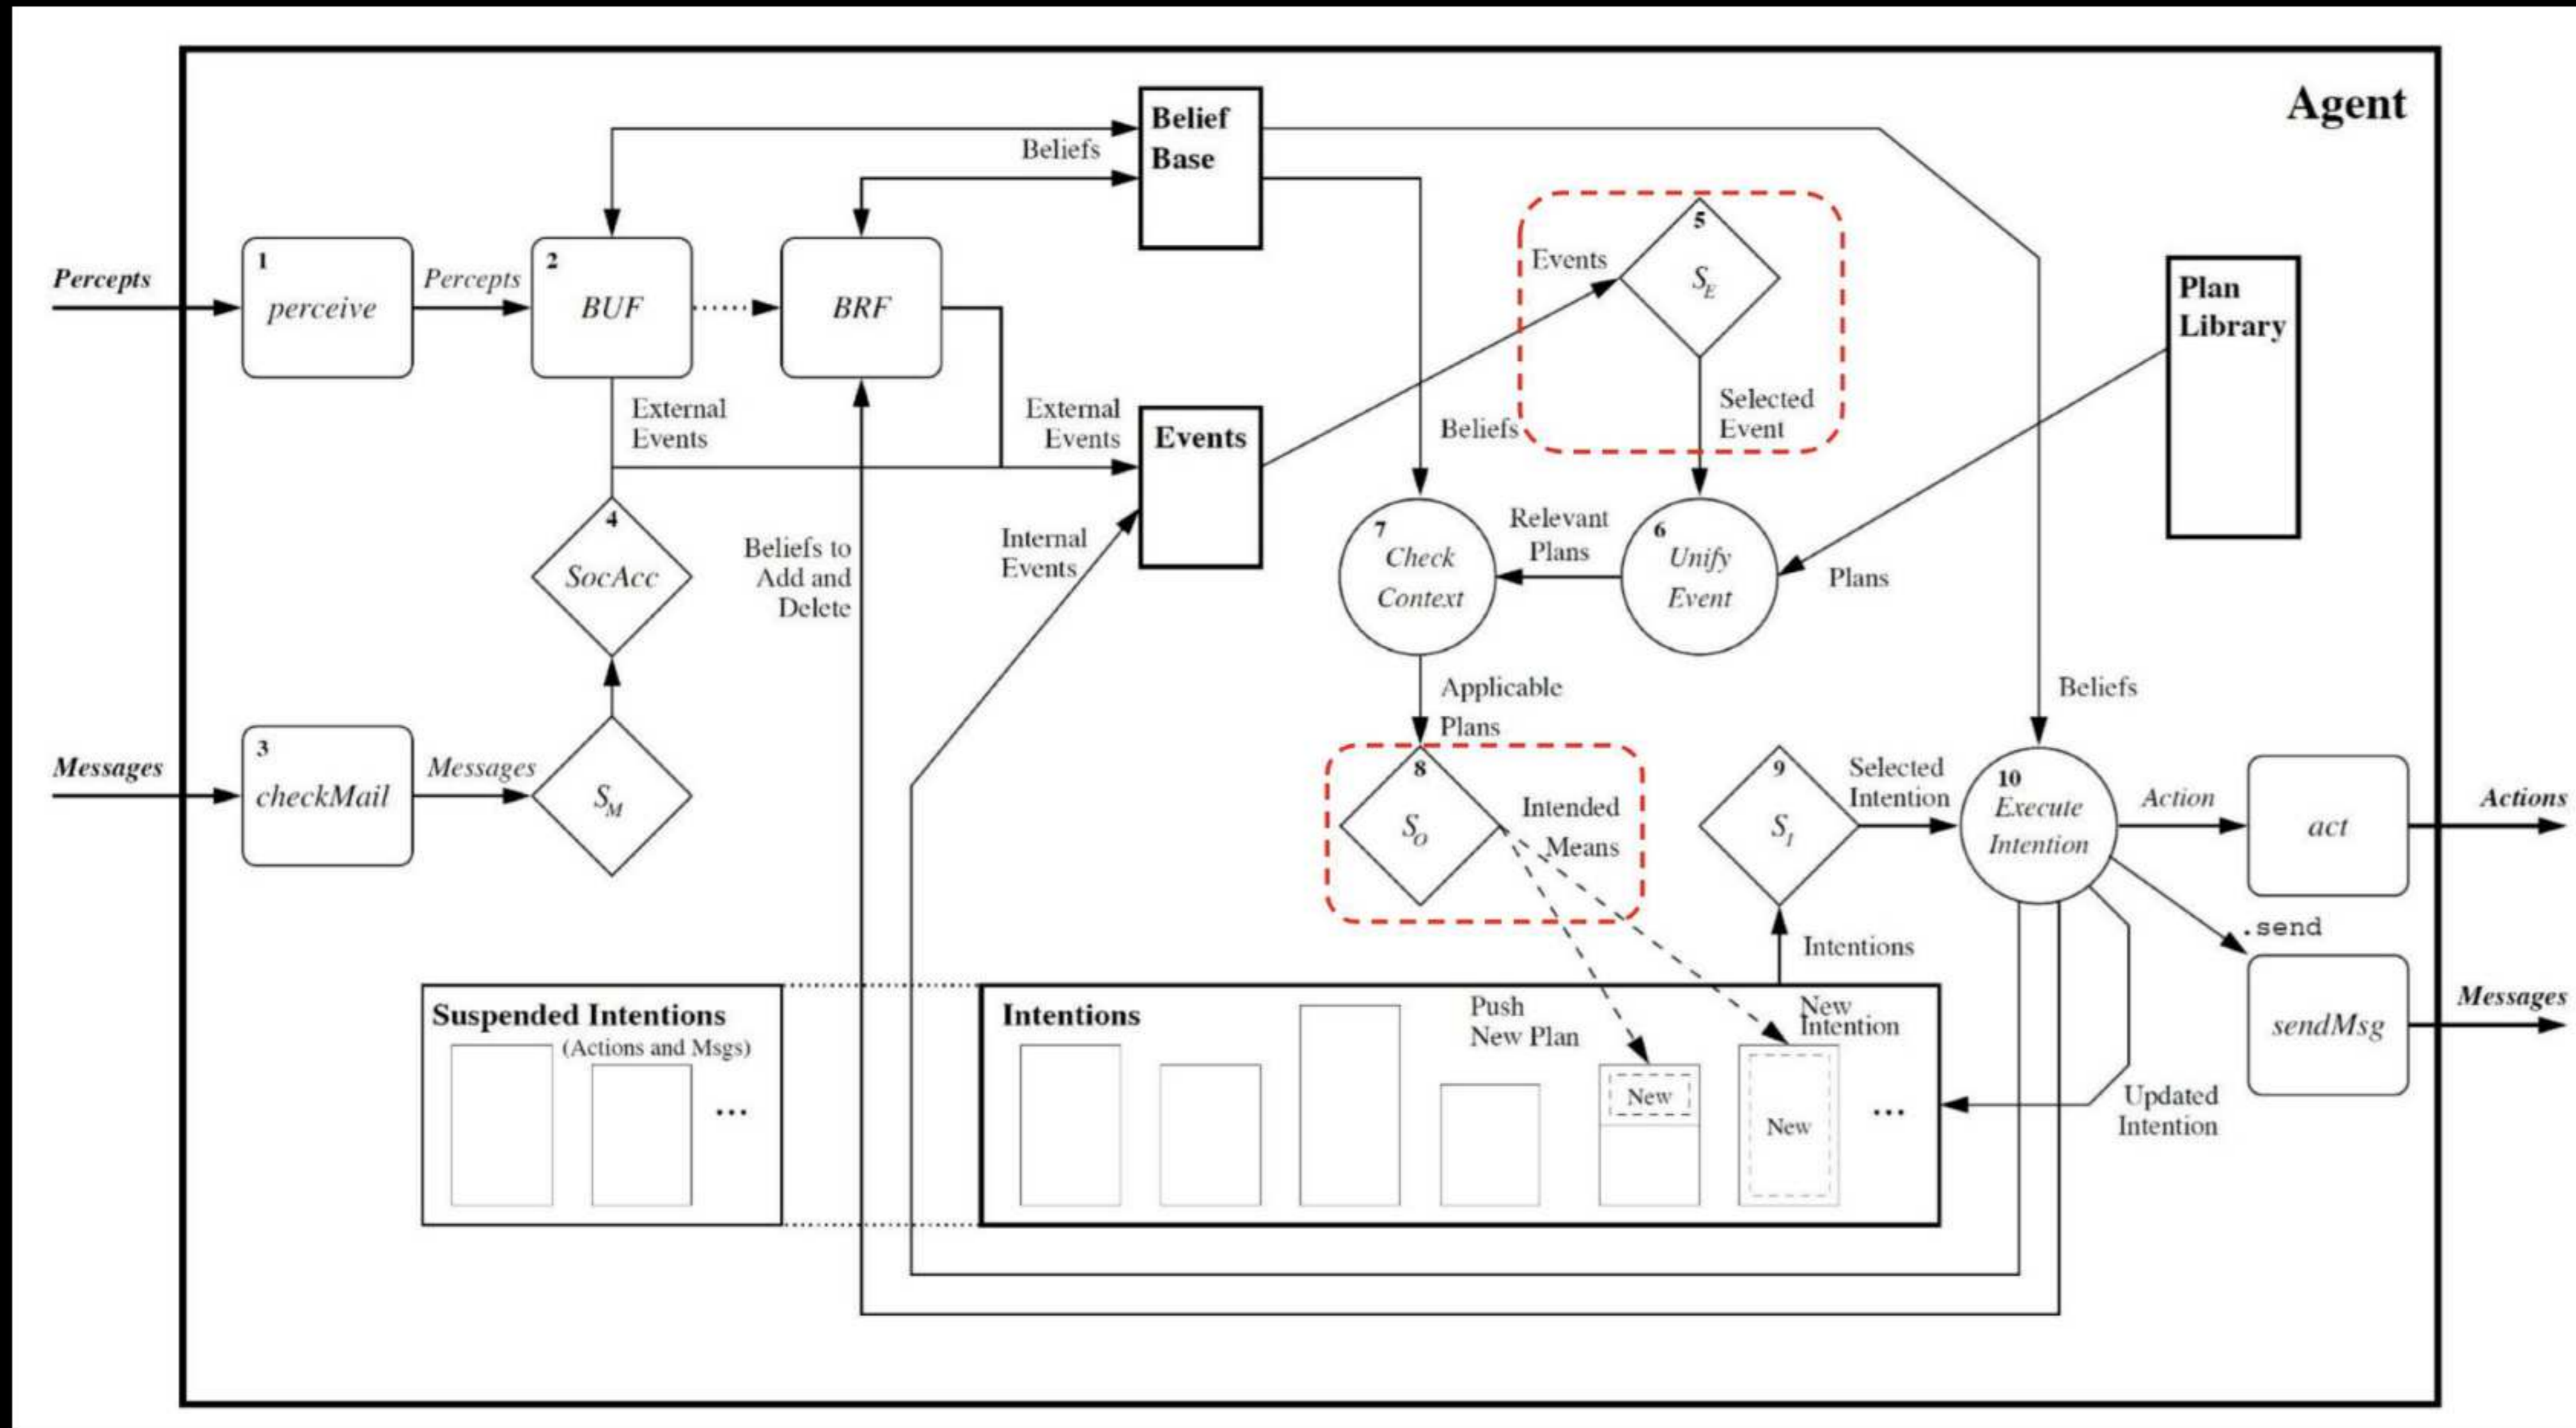 Agent
Belief
Base
Beliefs
Percepts
1
perceive
Percepts
2
BUF
BRF
5
S_E
Events
Selected
Event
Plan
Library
External
Events
External
Events
Events
Beliefs
4
SocAcc
Beliefs to
Add and
Delete
Internal
Events
7
Check
Context
Relevant
Plans
6
Unify
Event
Plans
Applicable
Plans
Beliefs
Messages
3
checkMail
Messages
S_M
8
S_O
Intended
Means
9
S_I
Selected
Intention
10
Execute
Intention
Action
act
Actions
.send
Intentions
Suspended Intentions
(Actions and Msgs)
...
Intentions
Push
New Plan
New
Intention
New
New
...
sendMsg
Messages
Updated
Intention